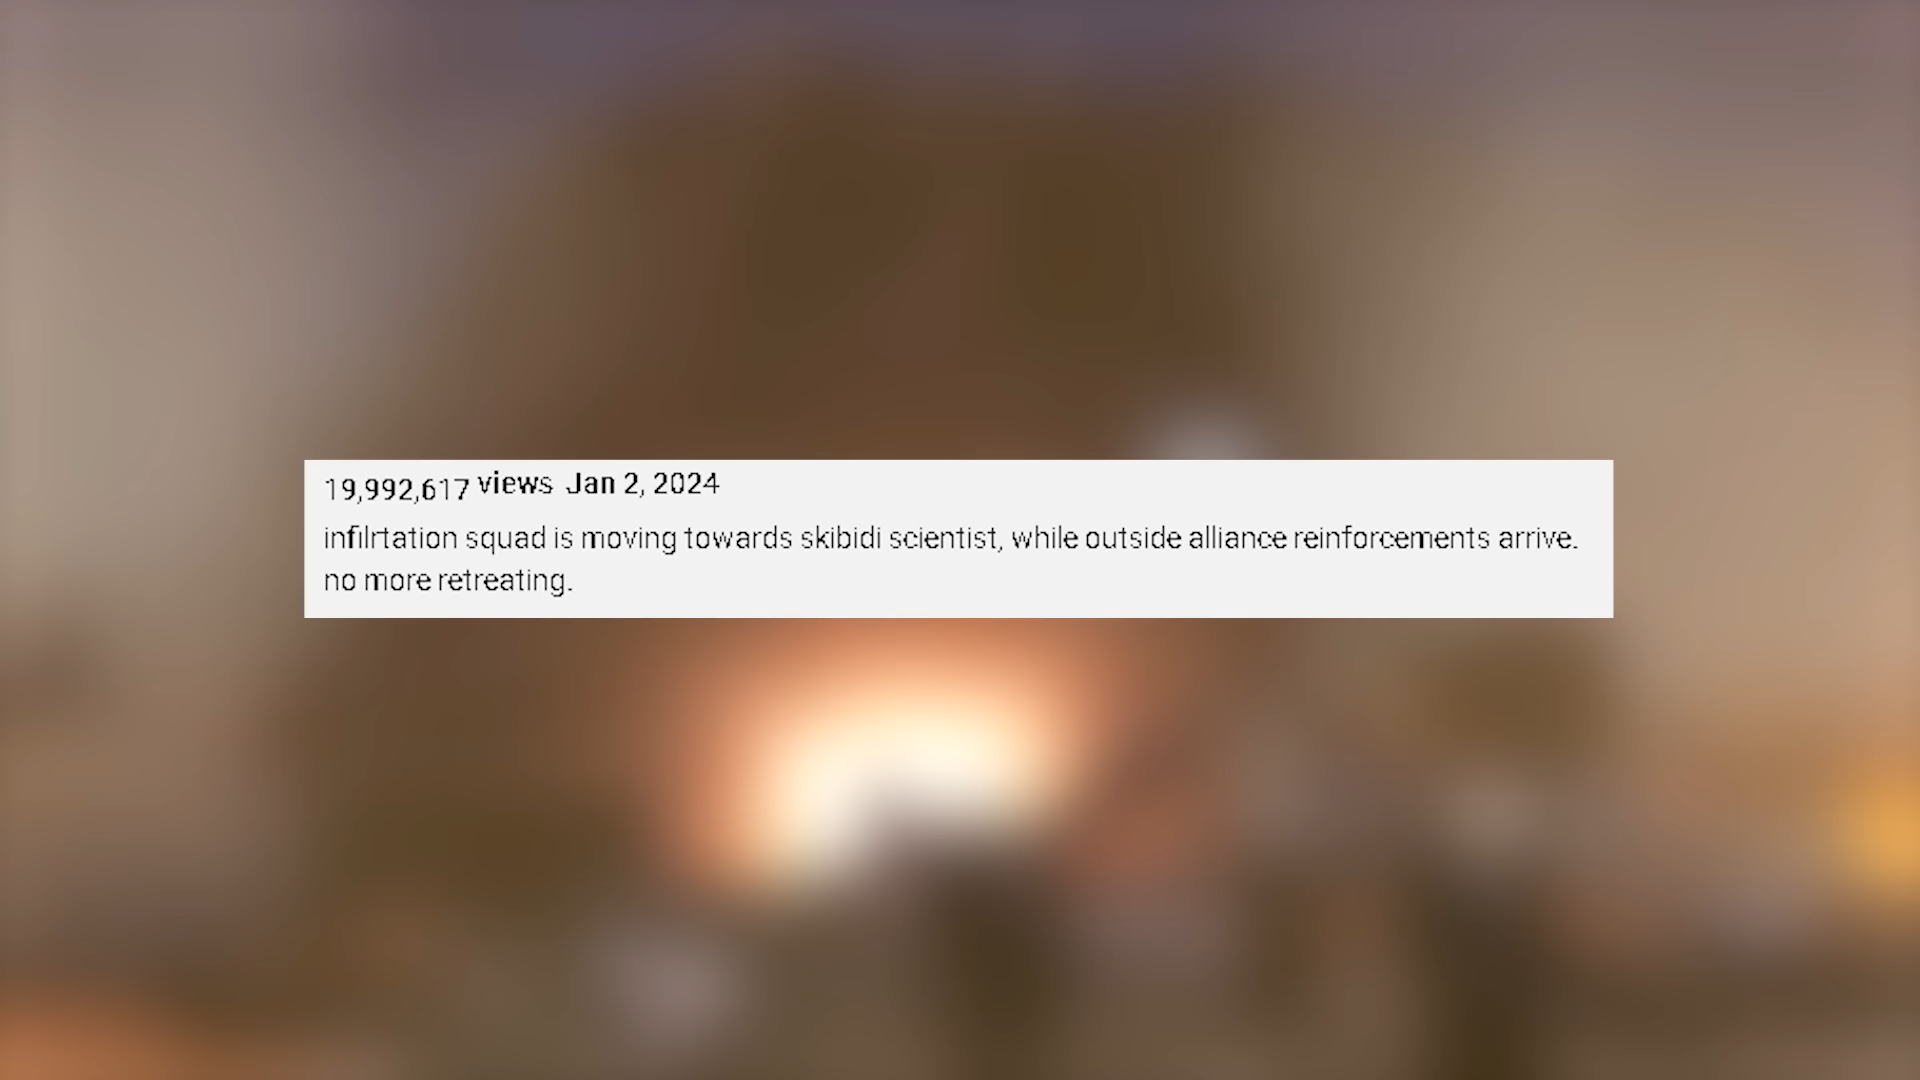 19,992,617 views Jan 2, 2024
infilrtation squad is moving towards skibidi scientist, while outside alliance reinforcements arrive.
no more retreating.